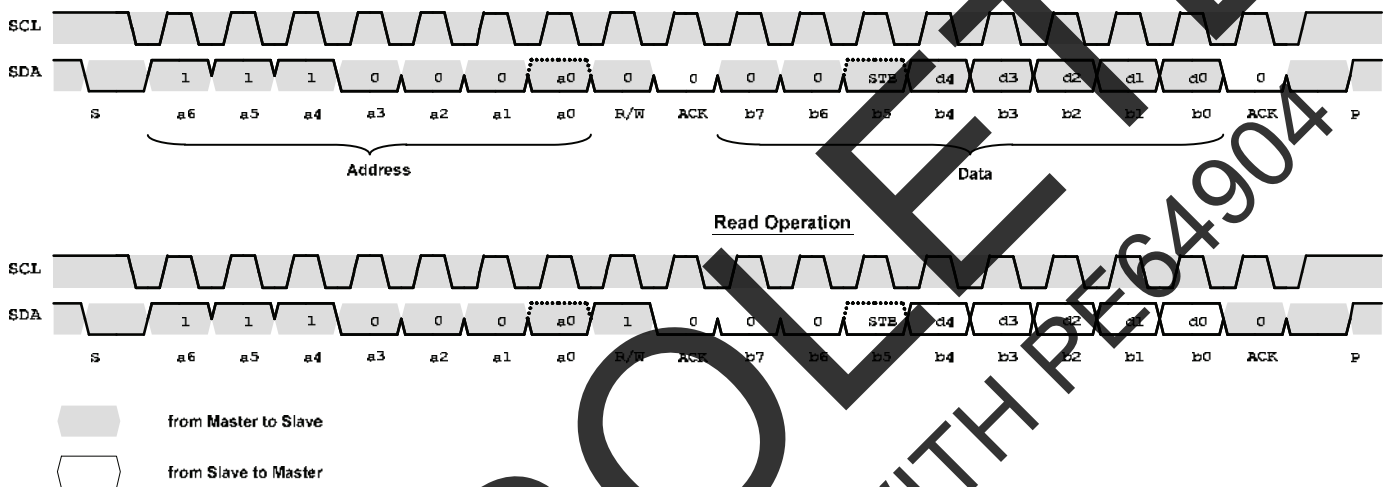 SCL
SDA 1 1 1 0 0 0 a0 0 0 0 0 STB d4 d3 d2 d1 d0 0
S a6 a5 a4 a3 a2 a1 a0 R/W ACK b7 b6 b5 b4 b3 b2 b1 b0 ACK P
Address Data
Read Operation
SCL
SDA 1 1 1 0 0 0 a0 1 0 0 0 STB d4 d3 d2 d1 d0 0
S a6 a5 a4 a3 a2 a1 a0 R/W ACK b7 b6 b5 b4 b3 b2 b1 b0 ACK P
from Master to Slave
from Slave to Master
OLET
WITH PE64904